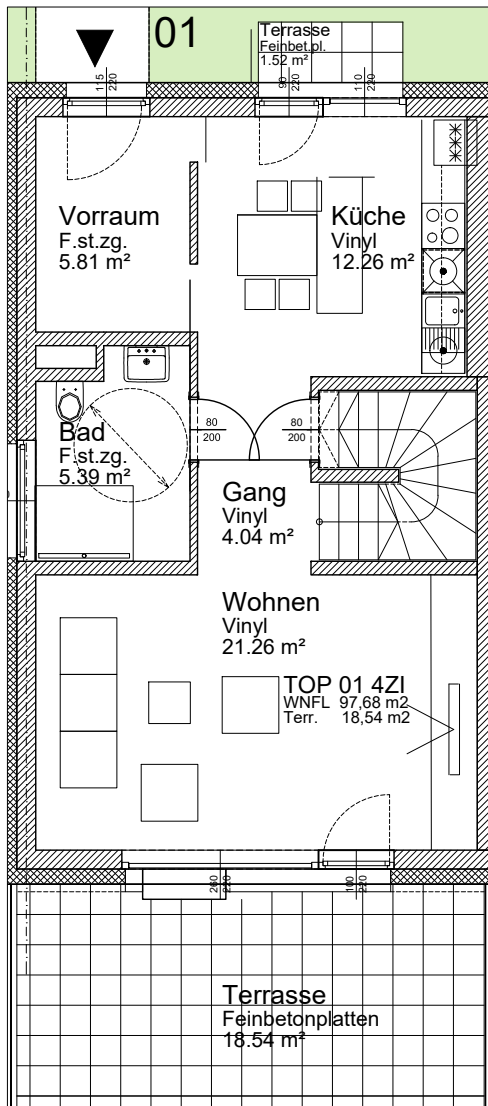 01
Terrasse
Feinbet.pl.
1.52 m²
115
220
90
220
110
220
Vorraum
F.st.zg.
5.81 m²
Küche
Vinyl
12.26 m²
Bad
F.st.zg.
5.39 m²
80
200
80
200
Gang
Vinyl
4.04 m²
Wohnen
Vinyl
21.26 m²
TOP 01 4ZI
WNFL 97,68 m2
Terr. 18,54 m2
260
220
100
220
Terrasse
Feinbetonplatten
18.54 m²